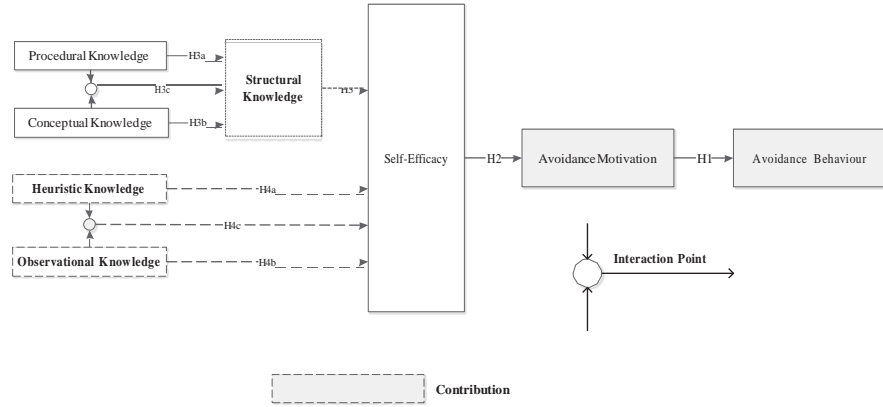 Procedural Knowledge
H3a
H3c
Structural
Knowledge
H3
Conceptual Knowledge
H3b
Self-Efficacy
H2
Avoidance Motivation
H1
Avoidance Behaviour
Heuristic Knowledge
H4a
H4c
Observational Knowledge
H4b
Interaction Point
Contribution